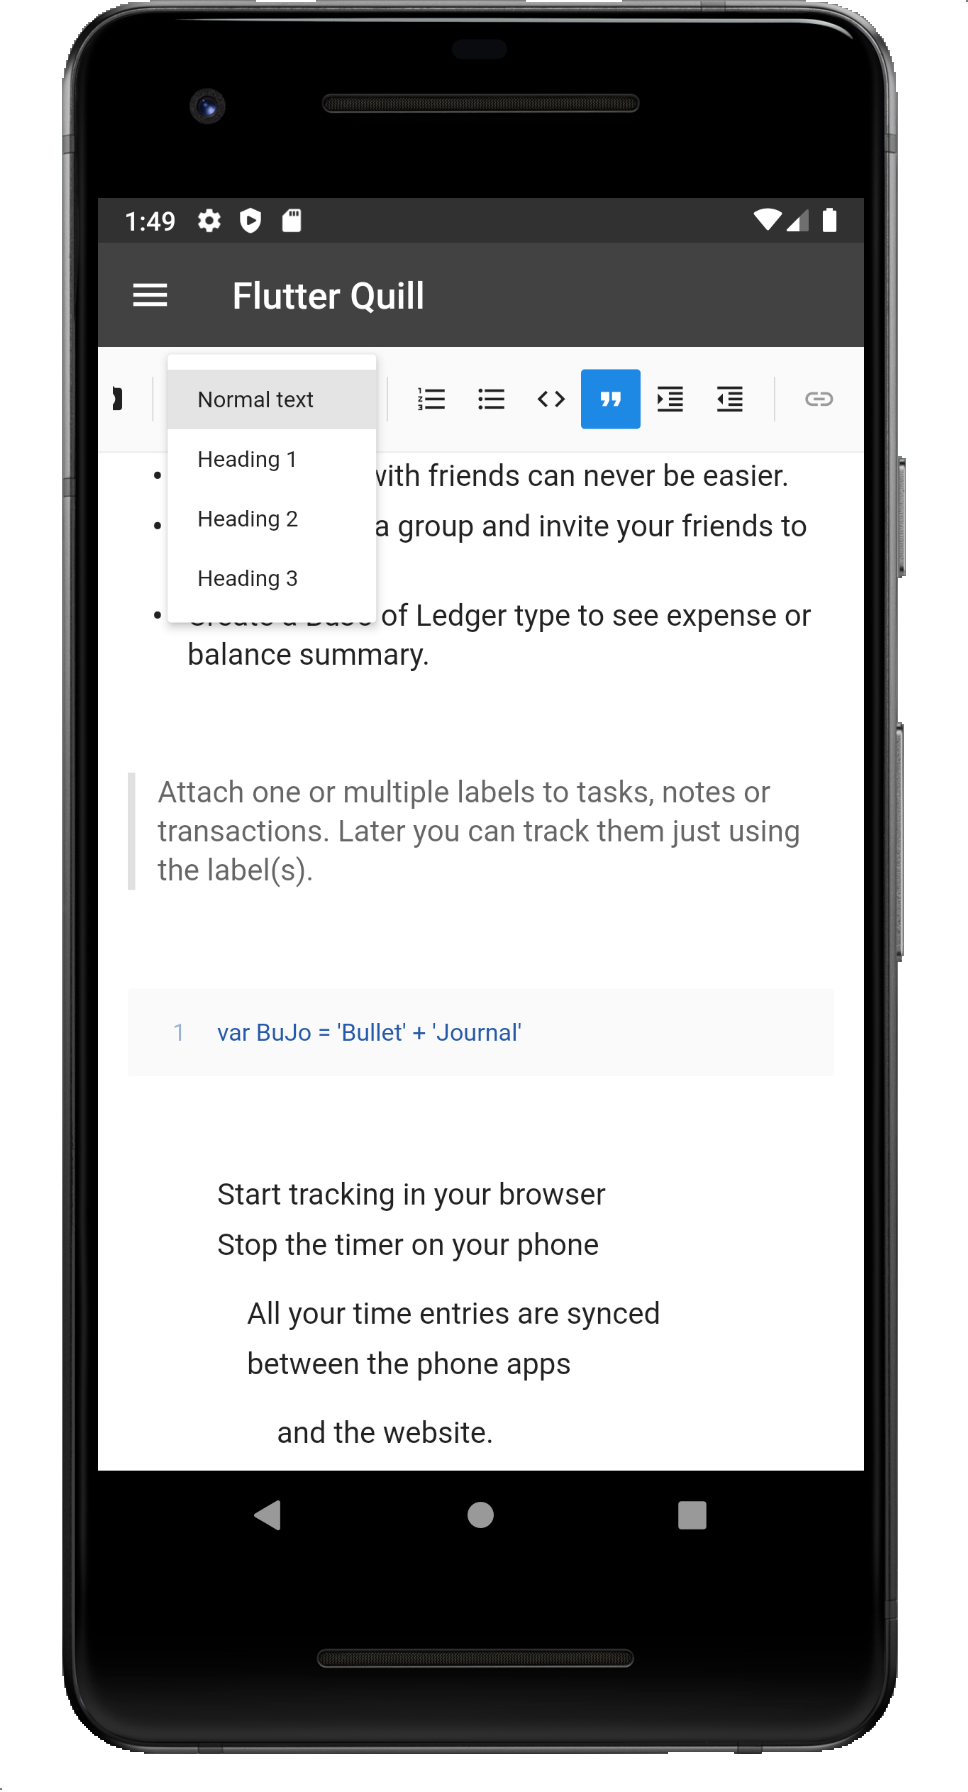 1:49
Flutter Quill
Normal text
Heading 1
Heading 2
Heading 3
with friends can never be easier.
a group and invite your friends to
of Ledger type to see expense or
balance summary.
Attach one or multiple labels to tasks, notes or
transactions. Later you can track them just using
the label(s).
1 var BuJo = 'Bullet' + 'Journal'
Start tracking in your browser
Stop the timer on your phone
All your time entries are synced
between the phone apps
and the website.